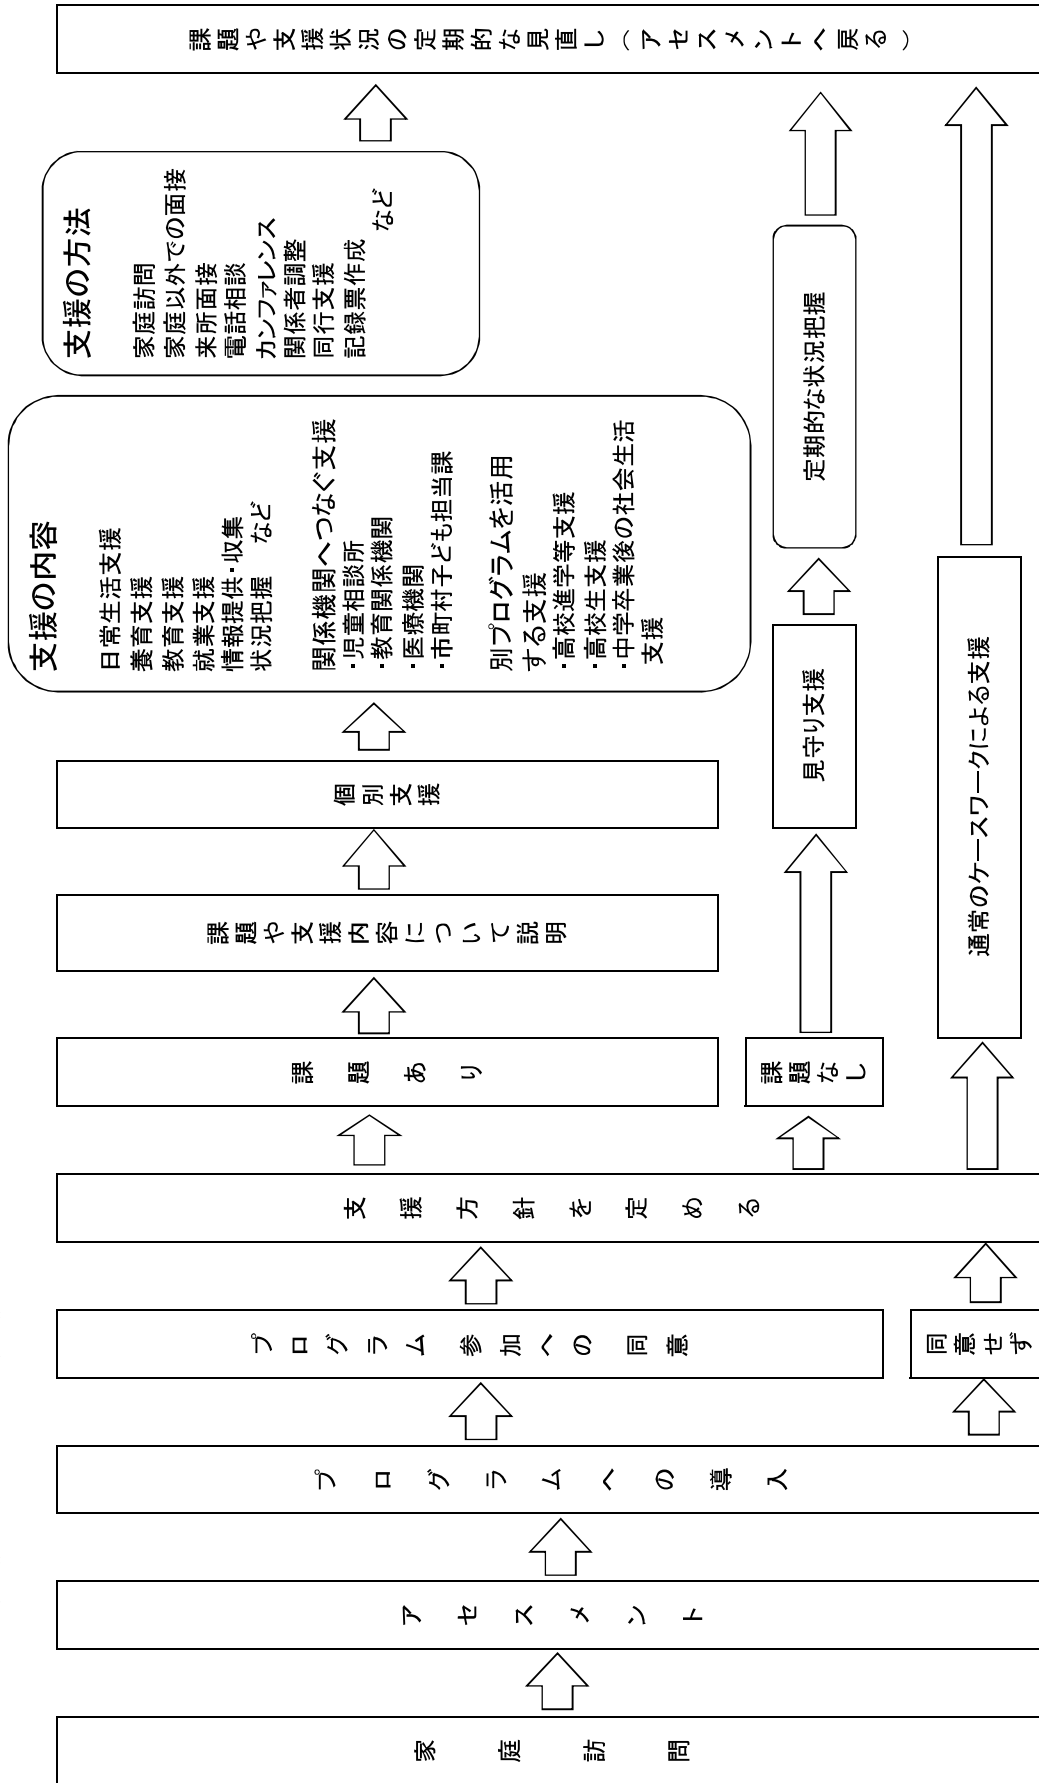 家庭訪問
アセスメント
プログラムへの導入
プログラム参加への同意
同意せず
支援方針を定める
課題あり
課題なし
課題や支援内容について説明
個別支援
見守り支援
通常のケースワークによる支援
支援の内容
日常生活支援
養育支援
教育支援
就業支援
情報提供・収集
状況把握 など
関係機関へつなぐ支援
・児童相談所
・教育関係機関
・医療機関
・市町村子ども担当課
別プログラムを活用
する支援
・高校進学等支援
・高校生支援
・中学卒業後の社会生活
支援
定期的な状況把握
支援の方法
家庭訪問
家庭以外での面接
来所面接
電話相談
カンファレンス
関係者調整
同行支援
記録票作成
など
課題や支援状況の定期的な見直し(アセスメントへ戻る)